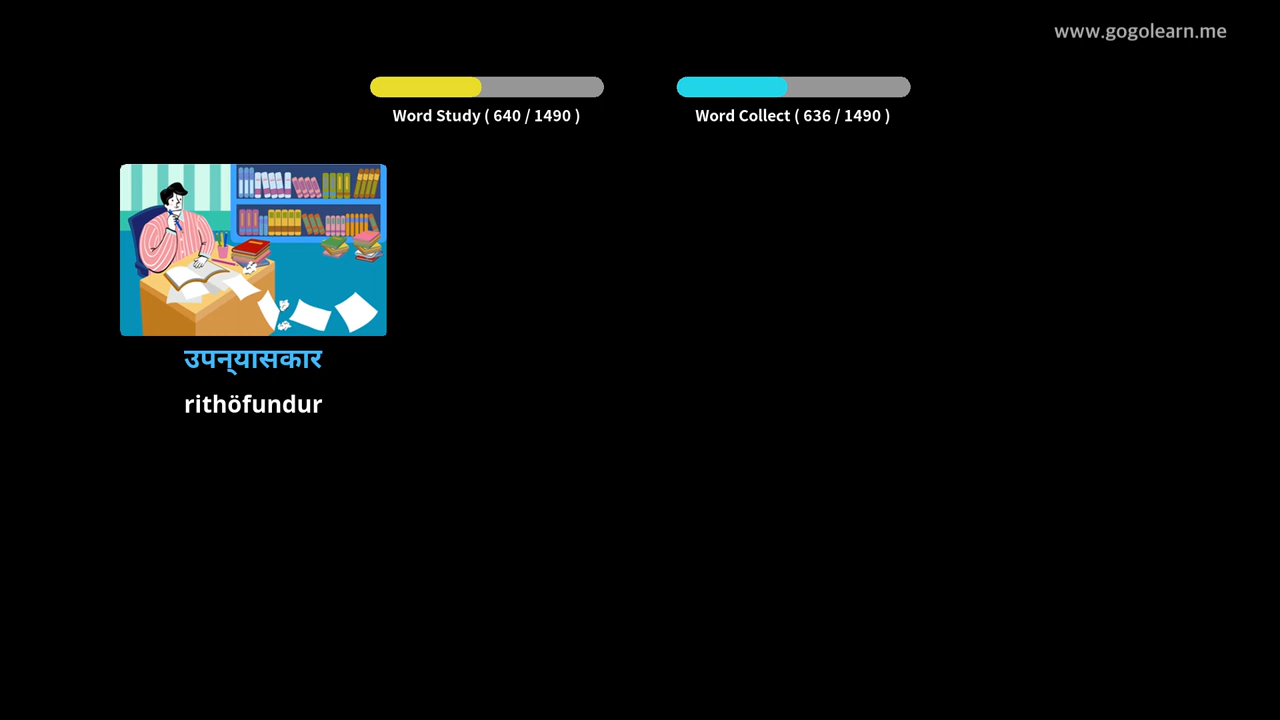 www.gogolearn.me
Word Study ( 640 / 1490 )
Word Collect ( 636 / 1490 )
उपन्यासकार
rithöfundur